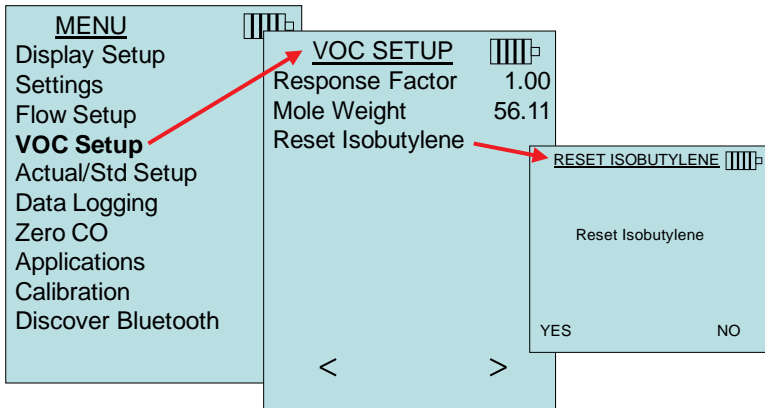 MENU
Display Setup
Settings
Flow Setup
VOC Setup
Actual/Std Setup
Data Logging
Zero CO
Applications
Calibration
Discover Bluetooth
VOC SETUP
Response Factor 1.00
Mole Weight 56.11
Reset Isobutylene
< >
RESET ISOBUTYLENE
Reset Isobutylene
YES NO